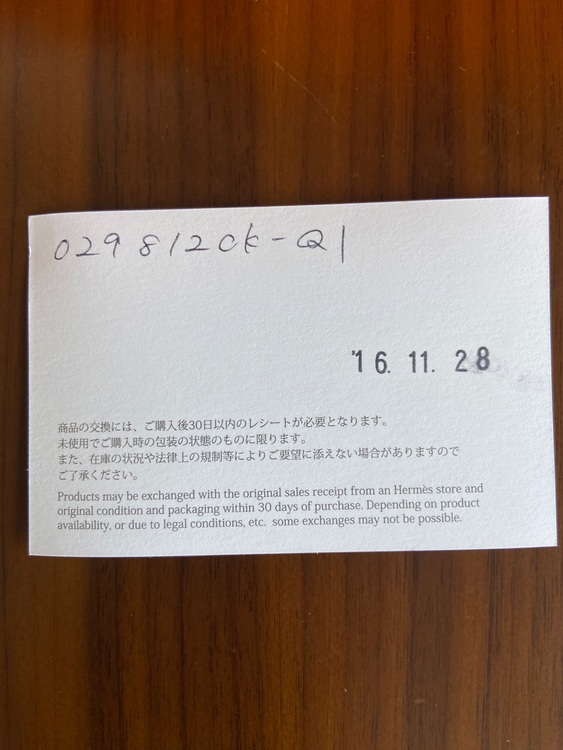 029812CK-Q1
'16. 11. 28
商品の交換には、ご購入後30日以内のレシートが必要となります。
未使用でご購入時の包装の状態のものに限ります。
また、在庫の状況や法律上の規制等によりご要望に添えない場合がありますので
ご了承ください。
Products may be exchanged with the original sales receipt from an Hermès store and
original condition and packaging within 30 days of purchase. Depending on product
availability, or due to legal conditions, etc. some exchanges may not be possible.